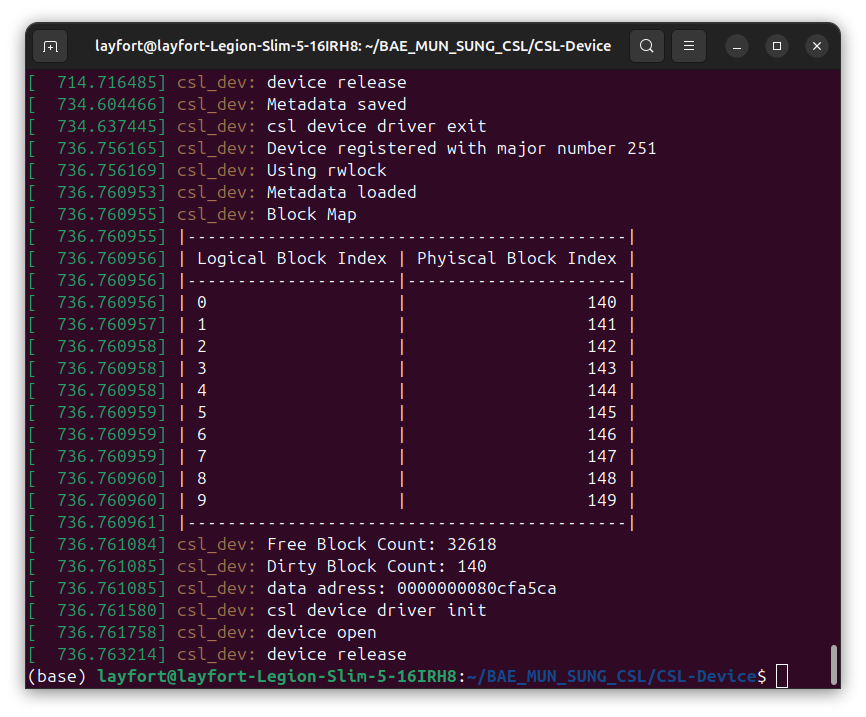 layfort@layfort-Legion-Slim-5-16IRH8: ~/BAE_MUN_SUNG_CSL/CSL-Device
[  714.716485] csl_dev: device release
[  734.604466] csl_dev: Metadata saved
[  734.637445] csl_dev: csl device driver exit
[  736.756165] csl_dev: Device registered with major number 251
[  736.756169] csl_dev: Using rwlock
[  736.760953] csl_dev: Metadata loaded
[  736.760955] csl_dev: Block Map
[  736.760955] |--------------------------------------------|
[  736.760956] | Logical Block Index | Phyiscal Block Index |
[  736.760956] |---------------------|----------------------|
[  736.760956] | 0                   |                  140 |
[  736.760957] | 1                   |                  141 |
[  736.760958] | 2                   |                  142 |
[  736.760958] | 3                   |                  143 |
[  736.760958] | 4                   |                  144 |
[  736.760959] | 5                   |                  145 |
[  736.760959] | 6                   |                  146 |
[  736.760959] | 7                   |                  147 |
[  736.760960] | 8                   |                  148 |
[  736.760960] | 9                   |                  149 |
[  736.760961] |--------------------------------------------|
[  736.761084] csl_dev: Free Block Count: 32618
[  736.761085] csl_dev: Dirty Block Count: 140
[  736.761085] csl_dev: data adress: 0000000080cfa5ca
[  736.761580] csl_dev: csl device driver init
[  736.761758] csl_dev: device open
[  736.763214] csl_dev: device release
(base) layfort@layfort-Legion-Slim-5-16IRH8:~/BAE_MUN_SUNG_CSL/CSL-Device$